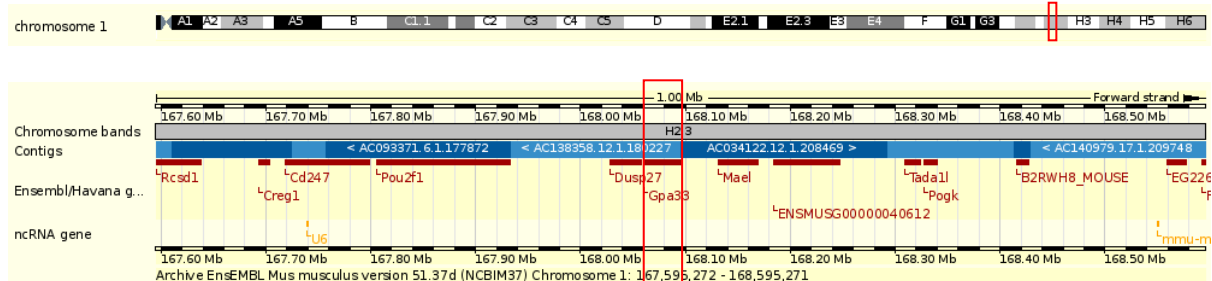 chromosome 1
A1 A2 A3 A5 B C1.1 C2 C3 C4 C5 D E2.1 E2.3 E3 E4 F G1 G3 H3 H4 H5 H6
1.00 Mb Forward strand
167.60 Mb 167.70 Mb 167.80 Mb 167.90 Mb 168.00 Mb 168.10 Mb 168.20 Mb 168.30 Mb 168.40 Mb 168.50 Mb
Chromosome bands H2.3
Contigs < AC093371.6.1.177872 < AC138358.12.1.180227 AC034122.12.1.208469 > < AC140979.17.1.209748
Ensembl/Havana g...
Rcsd1 Cd247 Pou2f1 Dusp27 Mael Tada1l B2RWH8_MOUSE EG226
Creg1 Gpa33 Pogk F
ENSMUSG00000040612
ncRNA gene
U6 mmu-m
167.60 Mb 167.70 Mb 167.80 Mb 167.90 Mb 168.00 Mb 168.10 Mb 168.20 Mb 168.30 Mb 168.40 Mb 168.50 Mb
Archive EnsEMBL Mus musculus version 51.37d (NCBIM37) Chromosome 1: 167,595,272 - 168,595,271